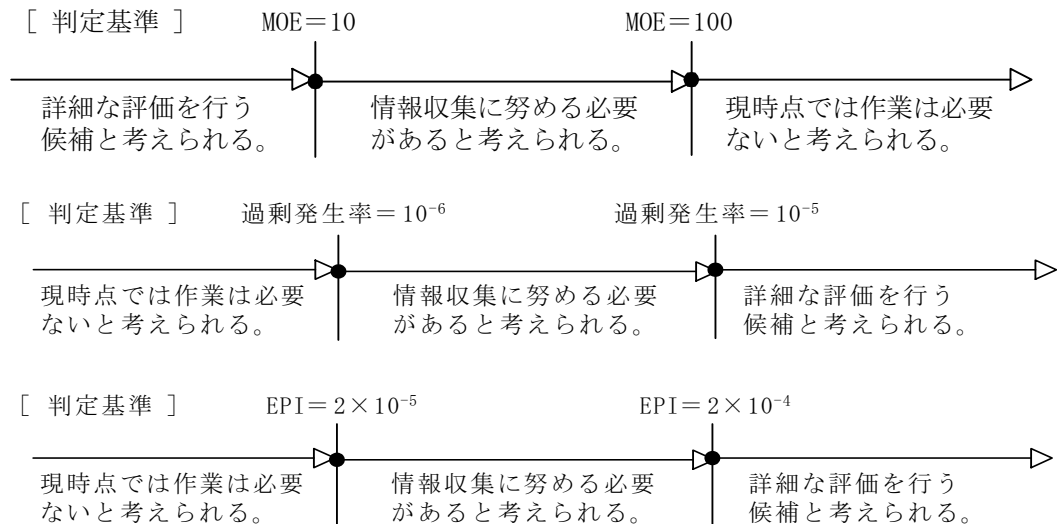 ［ 判定基準 ］ MOE＝10 MOE＝100
詳細な評価を行う 情報収集に努める必要 現時点では作業は必要
候補と考えられる。 があると考えられる。 ないと考えられる。
［ 判定基準 ］ 過剰発生率＝10⁻⁶ 過剰発生率＝10⁻⁵
現時点では作業は必要 情報収集に努める必要 詳細な評価を行う
ないと考えられる。 があると考えられる。 候補と考えられる。
［ 判定基準 ］ EPI＝2×10⁻⁵ EPI＝2×10⁻⁴
現時点では作業は必要 情報収集に努める必要 詳細な評価を行う
ないと考えられる。 があると考えられる。 候補と考えられる。